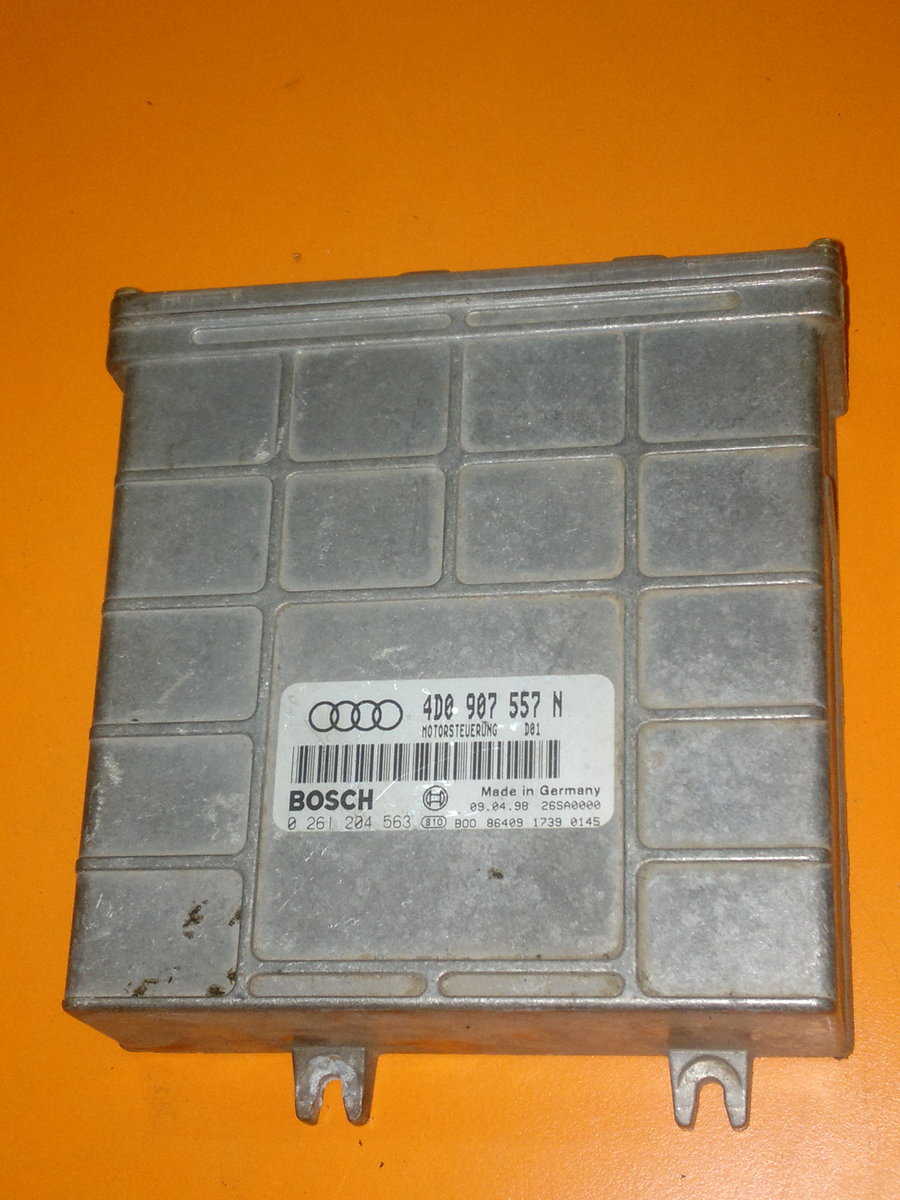 4D0 907 557 N
MOTORSTEUERUNG D01
BOSCH
Made in Germany
09.04.98 26SA0000
0 261 204 563 810 B00 86409 1739 0145